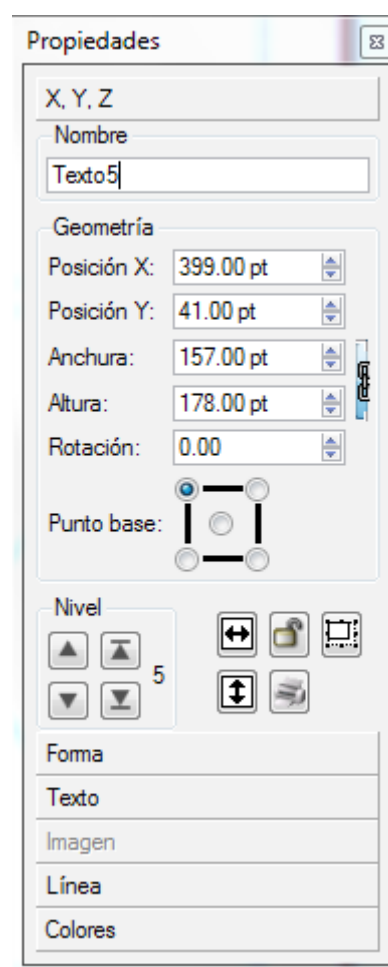 Propiedades
X, Y, Z
Nombre
Texto5
Geometría
Posición X: 399.00 pt
Posición Y: 41.00 pt
Anchura: 157.00 pt
Altura: 178.00 pt
Rotación: 0.00
Punto base:
Nivel
5
Forma
Texto
Imagen
Línea
Colores